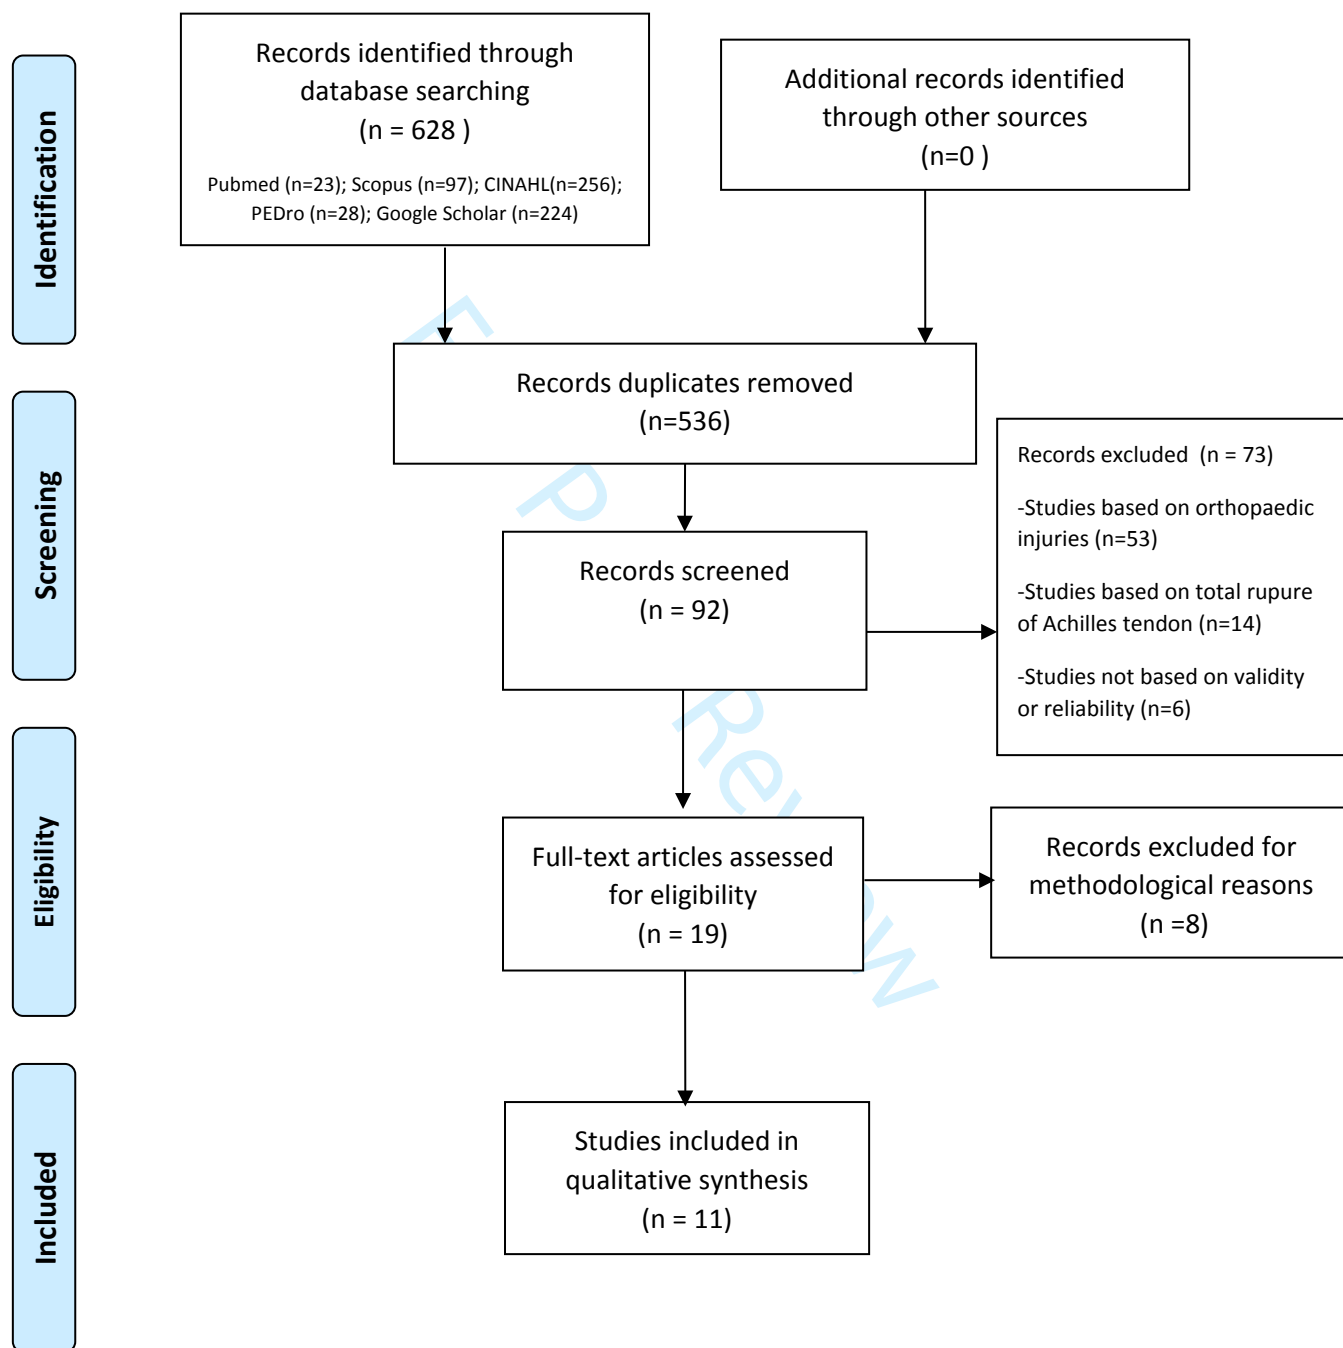 Identification
Records identified through
database searching
(n = 628 )
Pubmed (n=23); Scopus (n=97); CINAHL(n=256);
PEDro (n=28); Google Scholar (n=224)
Additional records identified
through other sources
(n=0 )
Records duplicates removed
(n=536)
Screening
Records screened
(n = 92)
Records excluded (n = 73)
-Studies based on orthopaedic
injuries (n=53)
-Studies based on total rupure
of Achilles tendon (n=14)
-Studies not based on validity
or reliability (n=6)
Eligibility
Full-text articles assessed
for eligibility
(n = 19)
Records excluded for
methodological reasons
(n =8)
Included
Studies included in
qualitative synthesis
(n = 11)